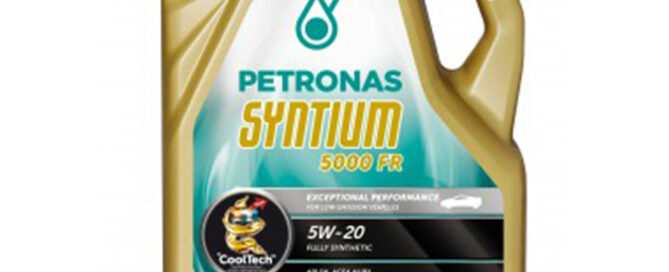 PETRONAS
SYNTIUM
5000 FR
EXCEPTIONAL PERFORMANCE
FOR LOW EMISSION VEHICLES
5W-20
FULLY SYNTHETIC
"CoolTech"